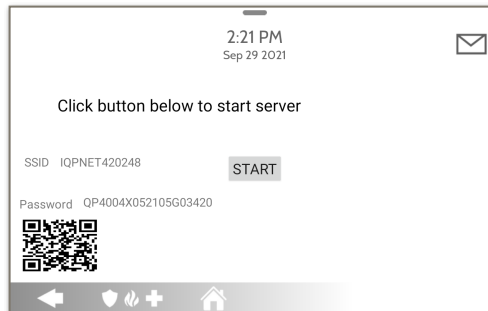 2:21 PM
Sep 29 2021
Click button below to start server
SSID IQPNET420248
START
Password QP4004X052105G03420